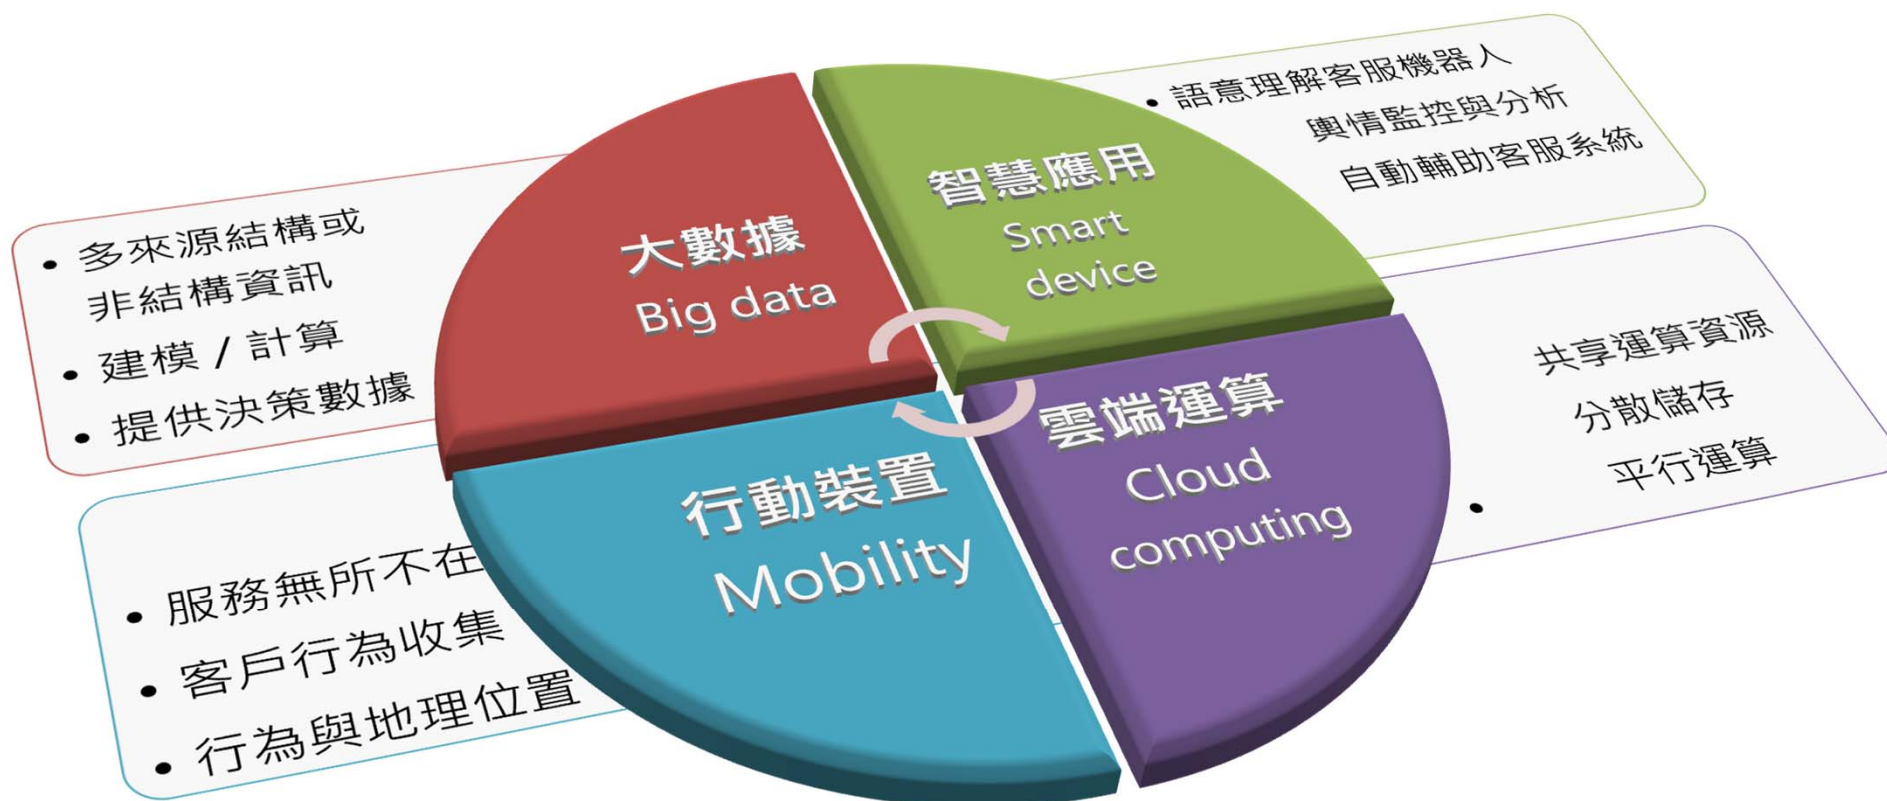 • 多來源結構或
非結構資訊
• 建模 / 計算
• 提供決策數據
大數據
Big data
智慧應用
Smart
device
• 語意理解客服機器人
輿情監控與分析
自動輔助客服系統
• 服務無所不在
• 客戶行為收集
• 行為與地理位置
行動裝置
Mobility
雲端運算
Cloud
computing
共享運算資源
分散儲存
• 平行運算